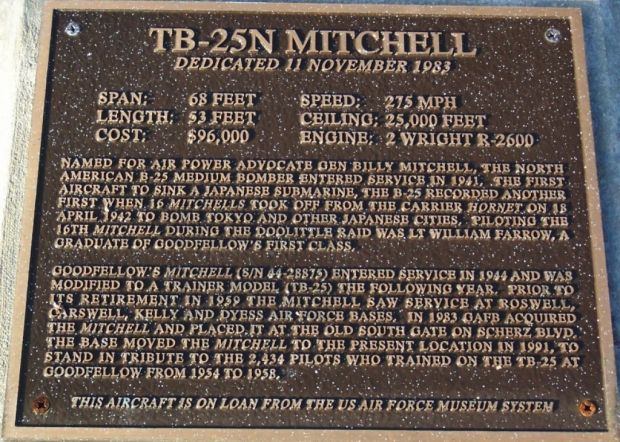 TB-25N MITCHELL
DEDICATED 11 NOVEMBER 1983
SPAN: 68 FEET SPEED: 275 MPH
LENGTH: 53 FEET CEILING: 25,000 FEET
COST: $96,000 ENGINE: 2 WRIGHT R-2600
NAMED FOR AIR POWER ADVOCATE GEN BILLY MITCHELL, THE NORTH
AMERICAN B-25 MEDIUM BOMBER ENTERED SERVICE IN 1941. THE FIRST
AIRCRAFT TO SINK A JAPANESE SUBMARINE, THE B-25 RECORDED ANOTHER
FIRST WHEN 16 MITCHELLS TOOK OFF FROM THE CARRIER HORNET ON 18
APRIL 1942 TO BOMB TOKYO AND OTHER JAPANESE CITIES. PILOTING THE
16TH MITCHELL DURING THE DOOLITTLE RAID WAS LT WILLIAM FARROW, A
GRADUATE OF GOODFELLOW'S FIRST CLASS.
GOODFELLOW'S MITCHELL (S/N 44-28875) ENTERED SERVICE IN 1944 AND WAS
MODIFIED TO A TRAINER MODEL (TB-25) THE FOLLOWING YEAR. PRIOR TO
ITS RETIREMENT IN 1959 THE MITCHELL SAW SERVICE AT ROSWELL,
CARSWELL, KELLY AND DYESS AIR FORCE BASES. IN 1983 GAFB ACQUIRED
THE MITCHELL AND PLACED IT AT THE OLD SOUTH GATE ON SCHERZ BLVD.
THE BASE MOVED THE MITCHELL TO THE PRESENT LOCATION IN 1991, TO
STAND IN TRIBUTE TO THE 2,434 PILOTS WHO TRAINED ON THE TB-25 AT
GOODFELLOW FROM 1954 TO 1958.
THIS AIRCRAFT IS ON LOAN FROM THE US AIR FORCE MUSEUM SYSTEM